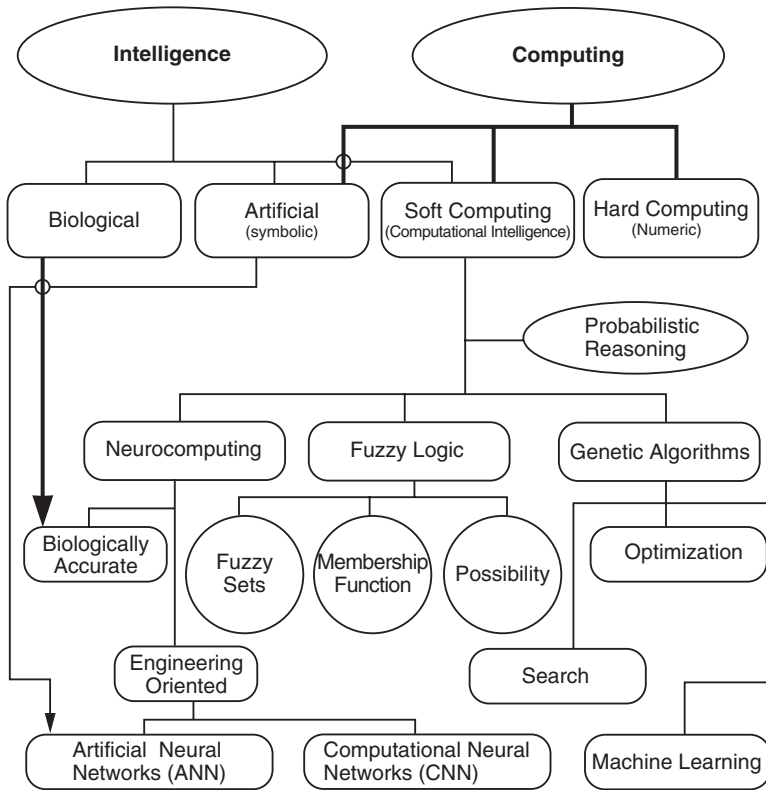 Intelligence
Computing
Biological
Artificial
(symbolic)
Soft Computing
(Computational Intelligence)
Hard Computing
(Numeric)
Probabilistic
Reasoning
Neurocomputing
Fuzzy Logic
Genetic Algorithms
Biologically
Accurate
Fuzzy
Sets
Membership
Function
Possibility
Optimization
Engineering
Oriented
Search
Artificial Neural
Networks (ANN)
Computational Neural
Networks (CNN)
Machine Learning